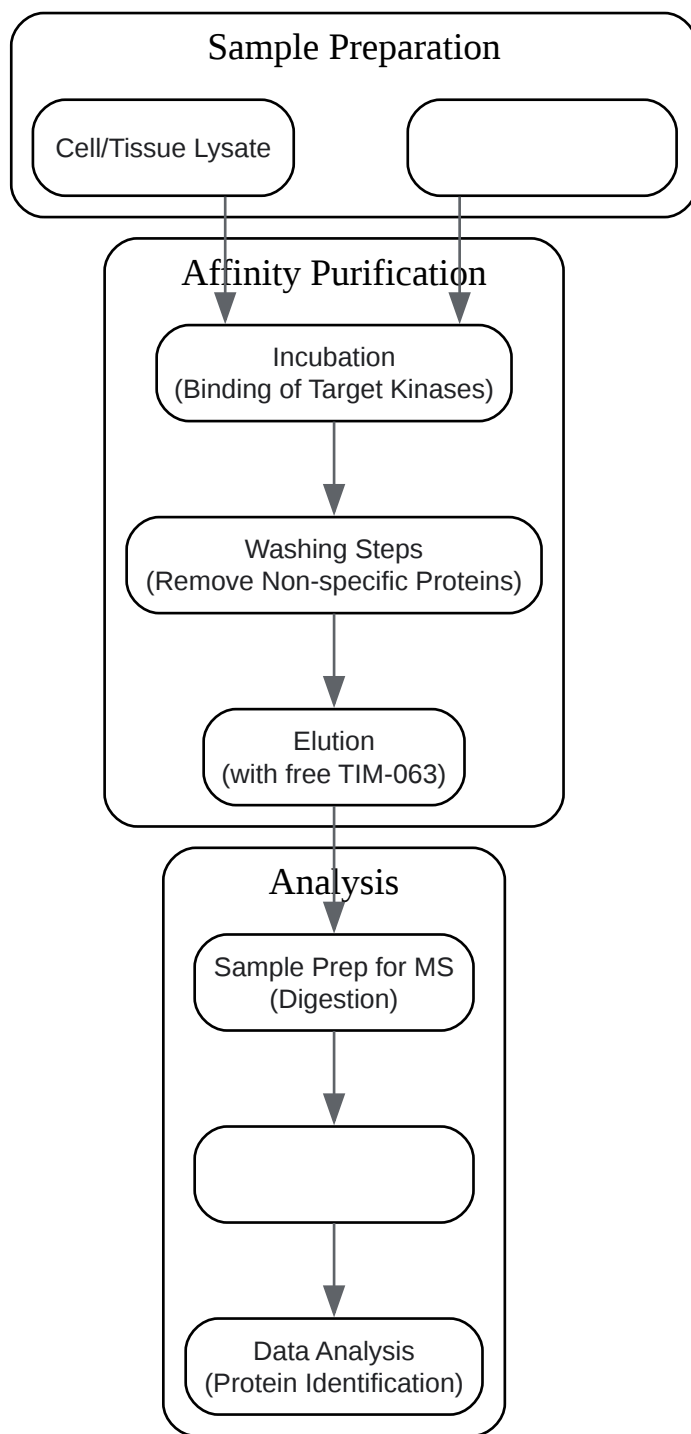 Sample Preparation
Cell/Tissue Lysate
Affinity Purification
Incubation
(Binding of Target Kinases)
Washing Steps
(Remove Non-specific Proteins)
Elution
(with free TIM-063)
Analysis
Sample Prep for MS
(Digestion)
Data Analysis
(Protein Identification)